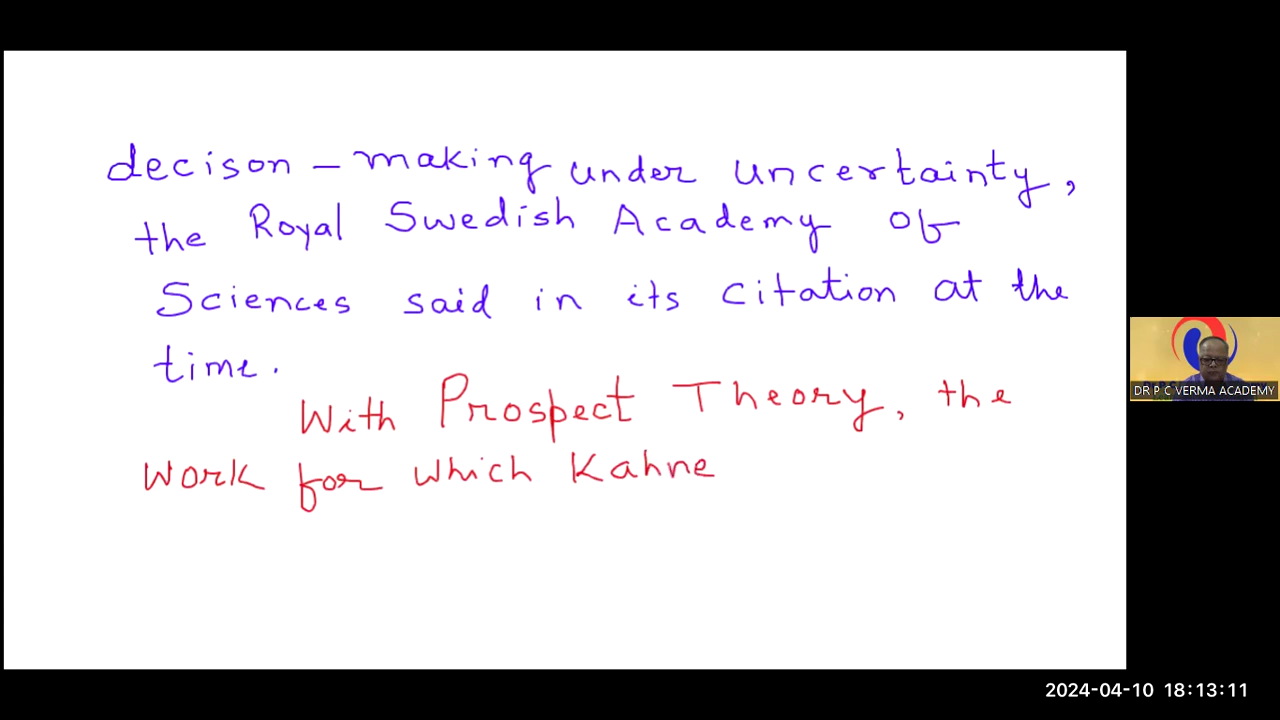 decison - making under uncertainty,
the Royal Swedish Academy of
Sciences said in its citation at the
time.
With Prospect Theory, the
work for which Kahne
DR P C VERMA ACADEMY
2024-04-10 18:13:11